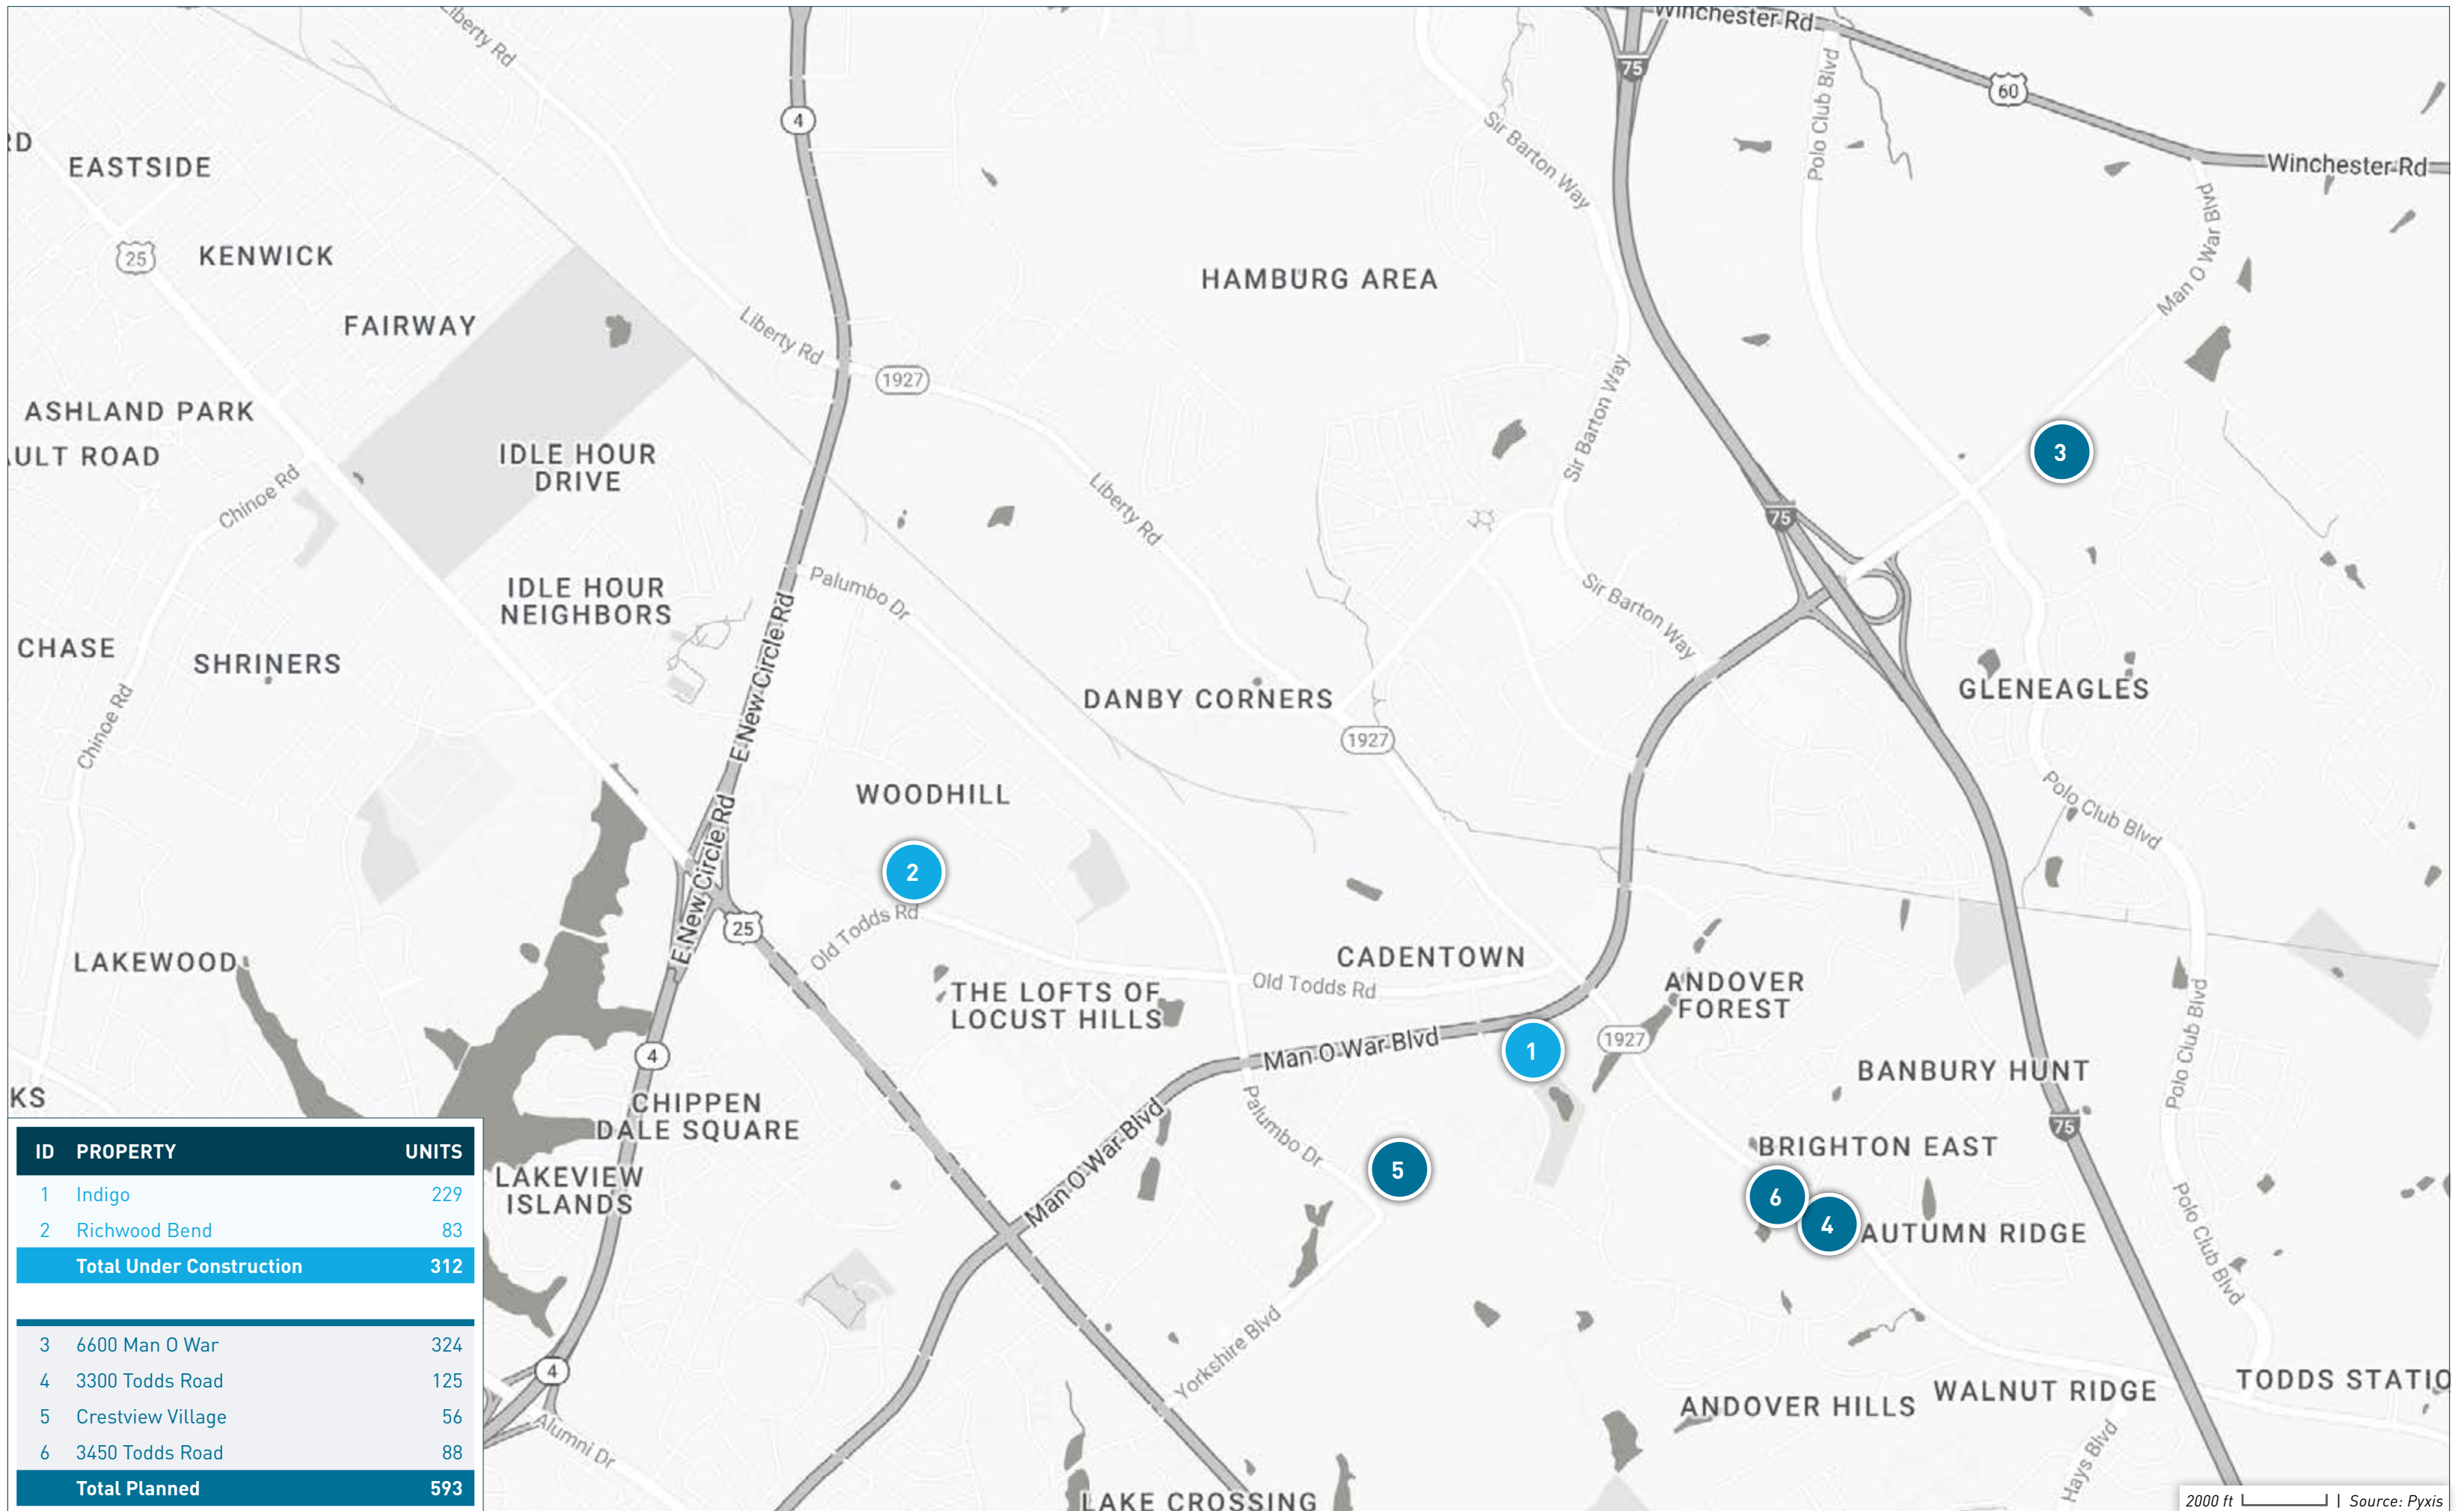 Liberty Rd
Winchester Rd
75
Polo Club Blvd
60
4
Sir Barton Way
RD
EASTSIDE
Winchester Rd
25
KENWICK
Man O War Blvd
HAMBURG AREA
FAIRWAY
Liberty Rd
1927
Sir Barton Way
ASHLAND PARK
AULT ROAD
IDLE HOUR
DRIVE
3
Chinoe Rd
Liberty Rd
75
IDLE HOUR
NEIGHBORS
Palumbo Dr
Sir Barton Way
CHASE
SHRINERS
E New Circle Rd
DANBY CORNERS
GLENEAGLES
Chinoe Rd
1927
WOODHILL
Polo Club Blvd
E New Circle Rd
2
25
Old Todds Rd
LAKEWOOD
CADENTOWN
Old Todds Rd
ANDOVER
FOREST
THE LOFTS OF
LOCUST HILLS
Man O War Blvd
1
1927
4
Polo Club Blvd
BANBURY HUNT
KS
CHIPPEN
DALE SQUARE
Man O War Blvd
Palumbo Dr
75
BRIGHTON EAST
5
LAKEVIEW
ISLANDS
6
4
AUTUMN RIDGE
Polo Club Blvd
Yorkshire Blvd
4
Alumni Dr
ANDOVER HILLS
WALNUT RIDGE
TODDS STATIO
Hays Blvd
LAKE CROSSING
ID PROPERTY UNITS
1 Indigo 229
2 Richwood Bend 83
Total Under Construction 312
3 6600 Man O War 324
4 3300 Todds Road 125
5 Crestview Village 56
6 3450 Todds Road 88
Total Planned 593
2000 ft | Source: Pyxis